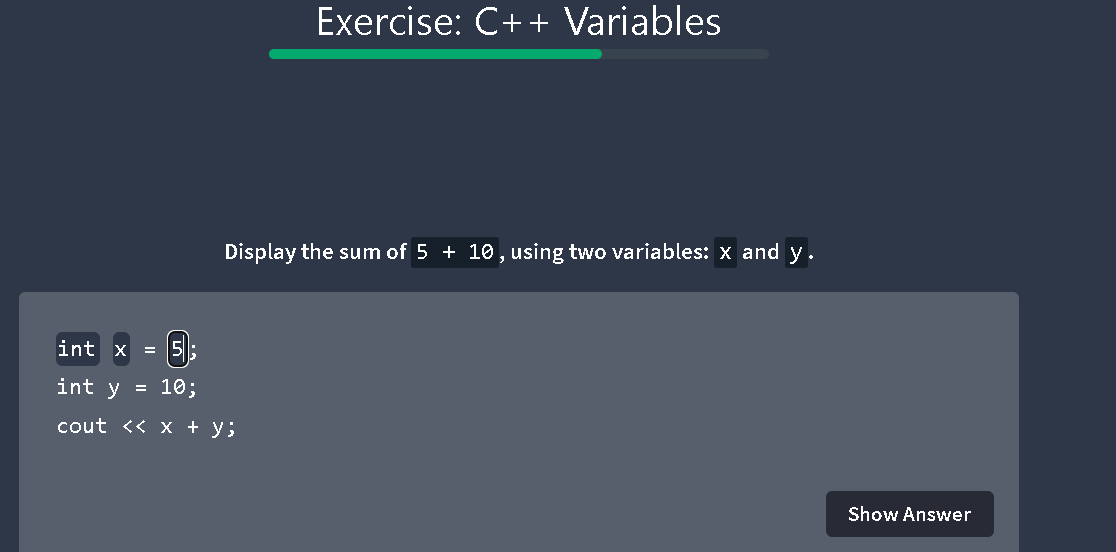 Exercise: C++ Variables
Display the sum of 5 + 10, using two variables: x and y.
int x = 5;
int y = 10;
cout << x + y;
Show Answer